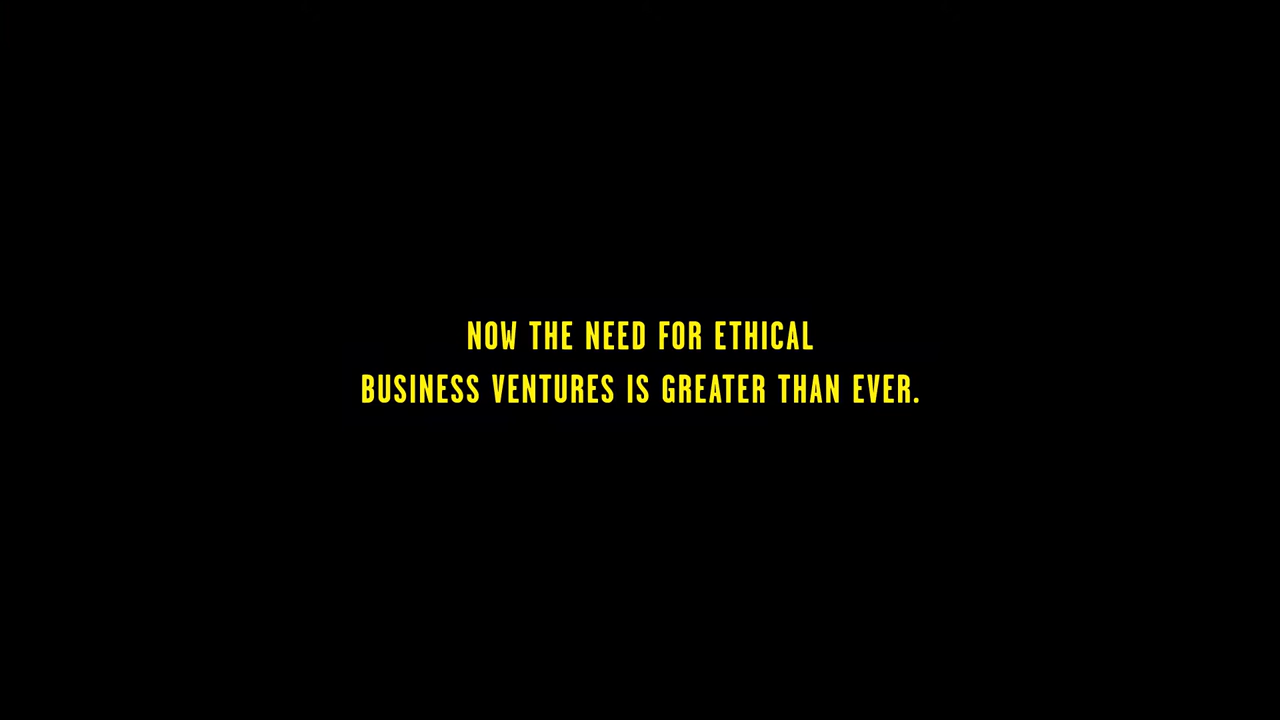 NOW THE NEED FOR ETHICAL
BUSINESS VENTURES IS GREATER THAN EVER.